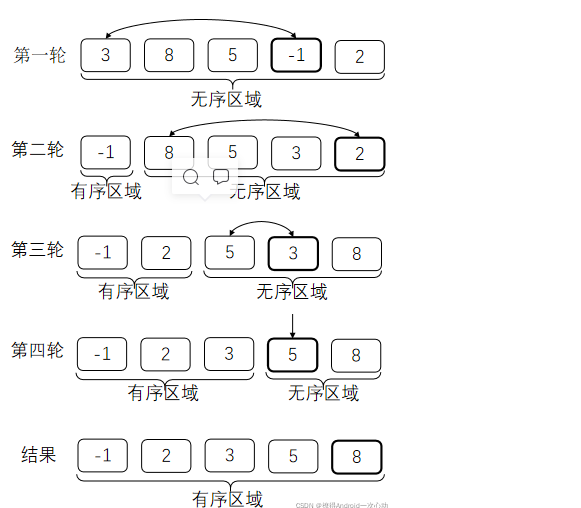 第一轮 3 8 5 -1 2
无序区域
第二轮 -1 8 5 3 2
有序区域 无序区域
第三轮 -1 2 5 3 8
有序区域 无序区域
第四轮 -1 2 3 5 8
有序区域 无序区域
结果 -1 2 3 5 8
有序区域
CSDN